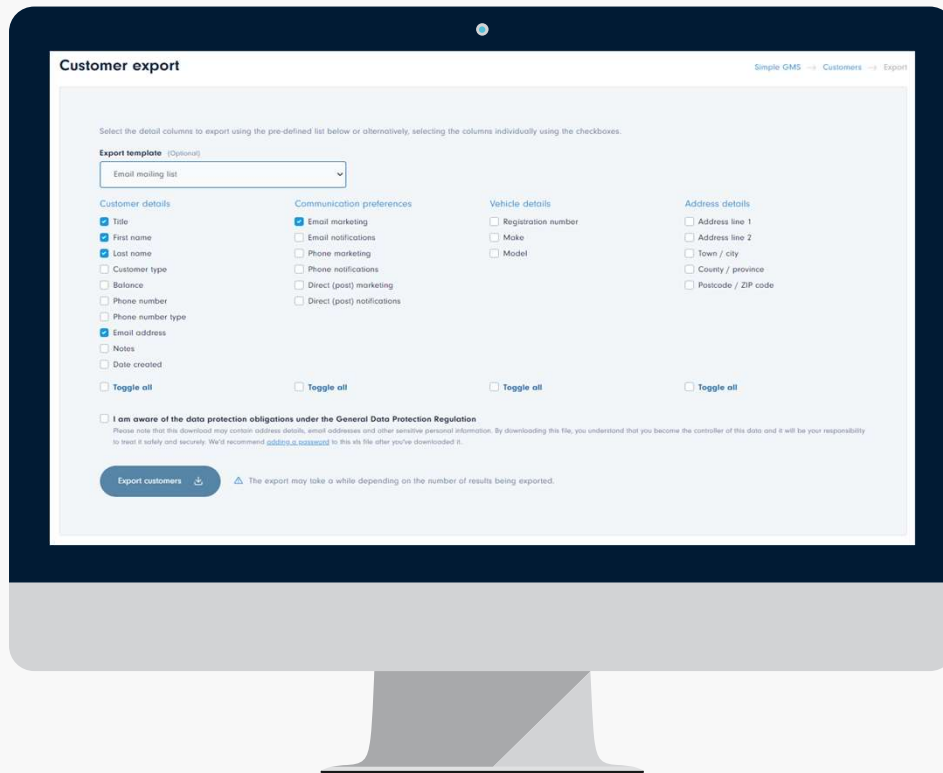 Customer export
Simple GMS → Customers → Export
Select the detail columns to export using the pre-defined list below or alternatively, selecting the columns individually using the checkboxes.
Export template (Optional)
Email mailing list
Customer details
Title
First name
Last name
Customer type
Balance
Phone number
Phone number type
Email address
Notes
Date created
Toggle all
Communication preferences
Email marketing
Email notifications
Phone marketing
Phone notifications
Direct (post) marketing
Direct (post) notifications
Toggle all
Vehicle details
Registration number
Make
Model
Toggle all
Address details
Address line 1
Address line 2
Town / city
County / province
Postcode / ZIP code
Toggle all
I am aware of the data protection obligations under the General Data Protection Regulation
Please note that this download may contain address details, email addresses and other sensitive personal information. By downloading this file, you understand that you become the controller of this data and it will be your responsibility
to treat it safely and securely. We'd recommend adding a password to this xls file after you've downloaded it.
Export customers
The export may take a while depending on the number of results being exported.